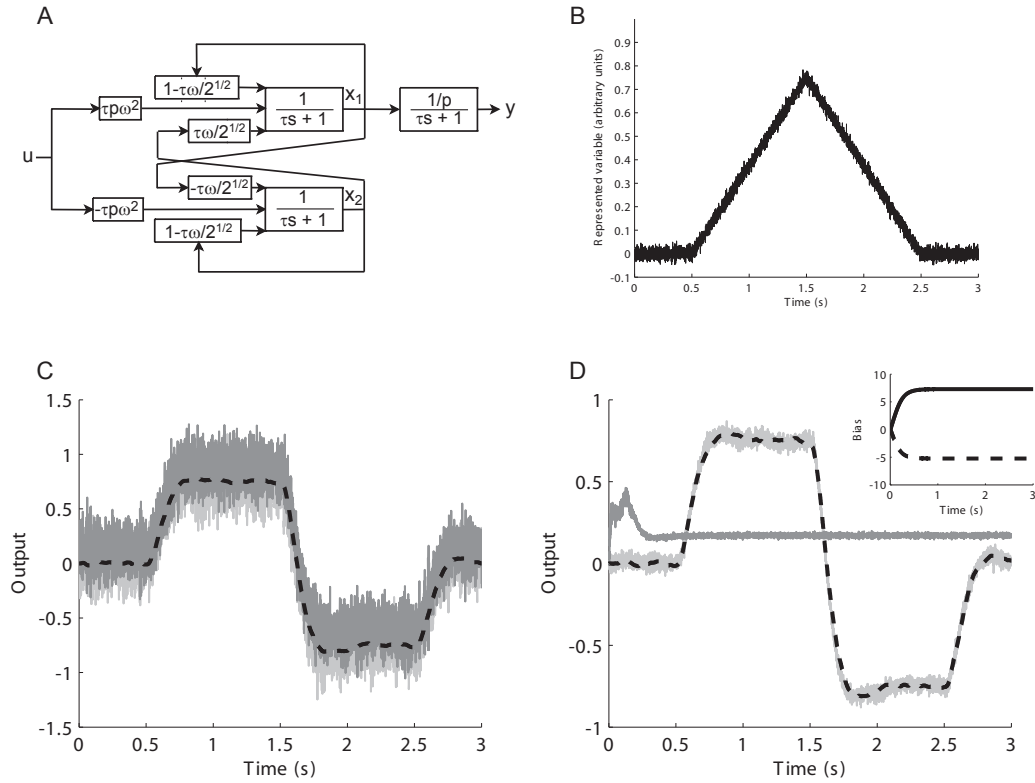 A
1-τω/2^1/2
τpω^2
1
τs + 1
x1
1/p
τs + 1
y
τω/2^1/2
u
-τω/2^1/2
-τpω^2
1
τs + 1
x2
1-τω/2^1/2
B
Represented variable (arbitrary units)
0.9
0.8
0.7
0.6
0.5
0.4
0.3
0.2
0.1
0
-0.1
0 0.5 1 1.5 2 2.5 3
Time (s)
C
Output
1.5
1
0.5
0
-0.5
-1
-1.5
0 0.5 1 1.5 2 2.5 3
Time (s)
D
Output
1
0.5
0
-0.5
-1
0 0.5 1 1.5 2 2.5 3
Time (s)
Bias
10
5
0
-5
-10
0 1 2 3
Time (s)